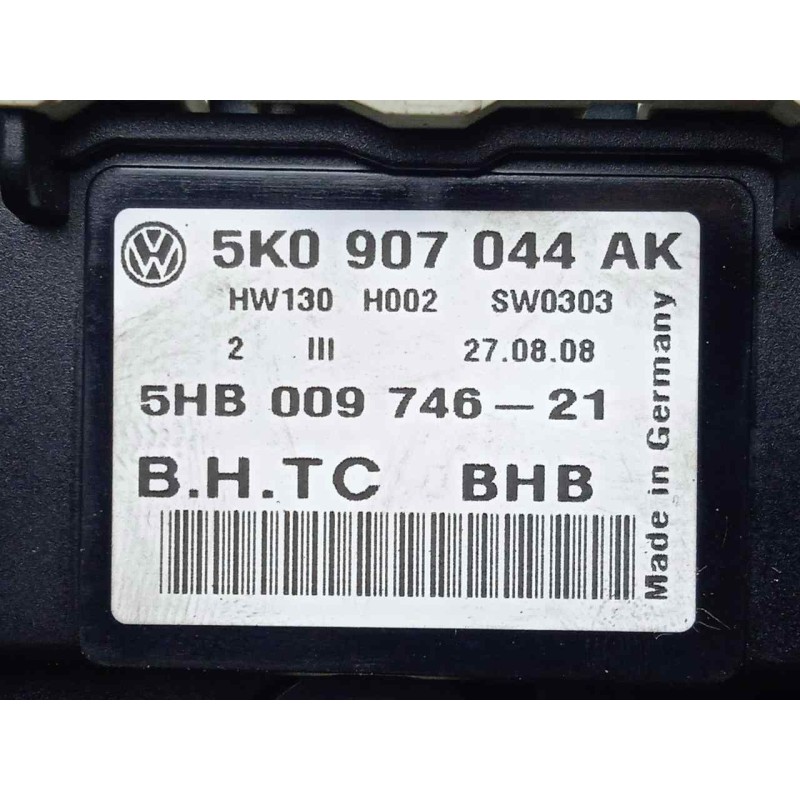 5K0 907 044 AK
HW130 H002 SW0303
2 III 27.08.08
5HB 009 746-21
B.H.TC BHB
Made in Germany